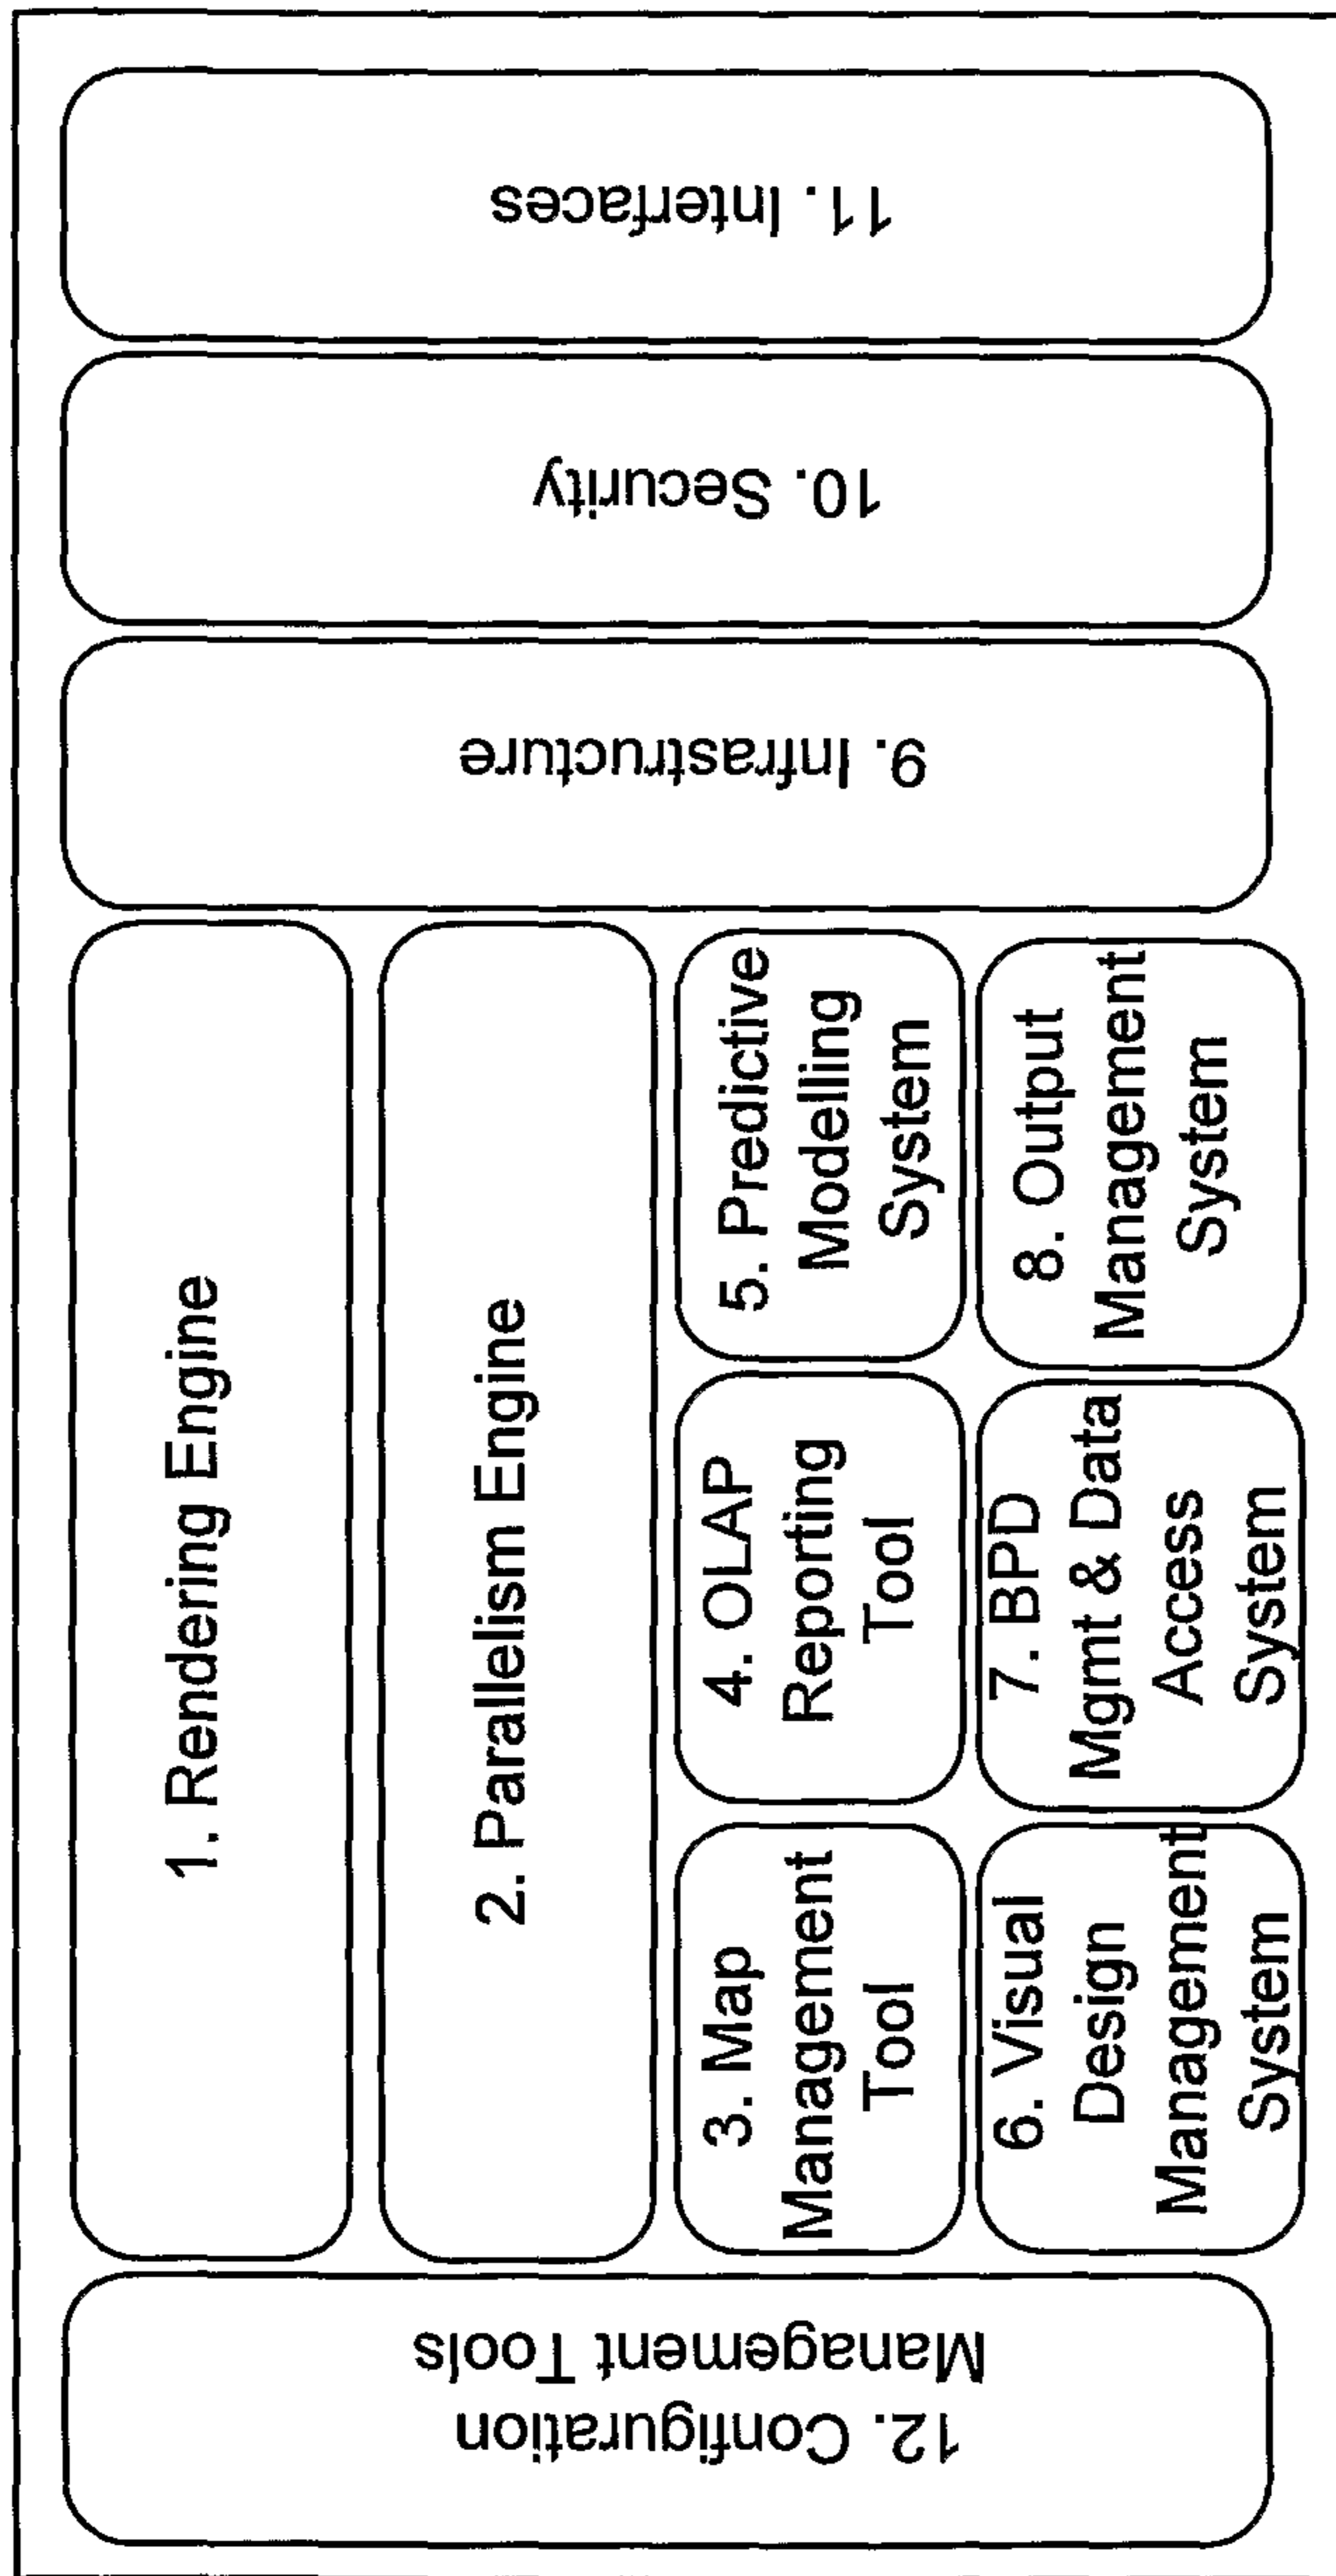 1. Rendering Engine
2. Parallelism Engine
3. Map
Management
Tool
4. OLAP
Reporting
Tool
5. Predictive
Modelling
System
6. Visual
Design
Management
System
7. BPD
Mgmt & Data
Access
System
8. Output
Management
System
9. Infrastructure
10. Security
11. Interfaces
12. Configuration
Management Tools